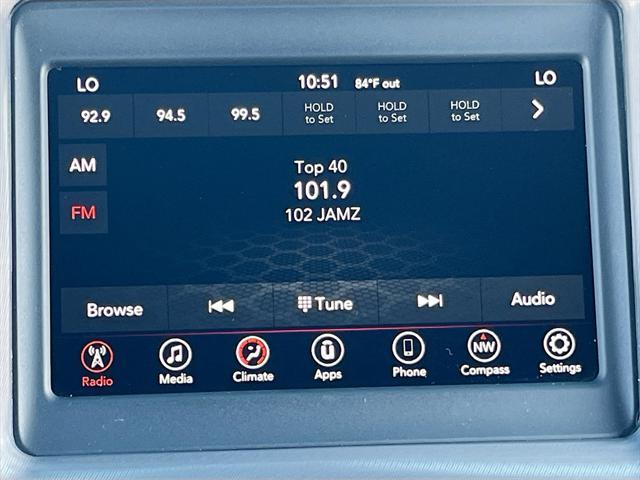 LO 10:51 84°F out LO
92.9 94.5 99.5 HOLD to Set HOLD to Set HOLD to Set
AM
Top 40
101.9
FM
102 JAMZ
Browse Tune Audio
NW
Radio Media Climate Apps Phone Compass Settings